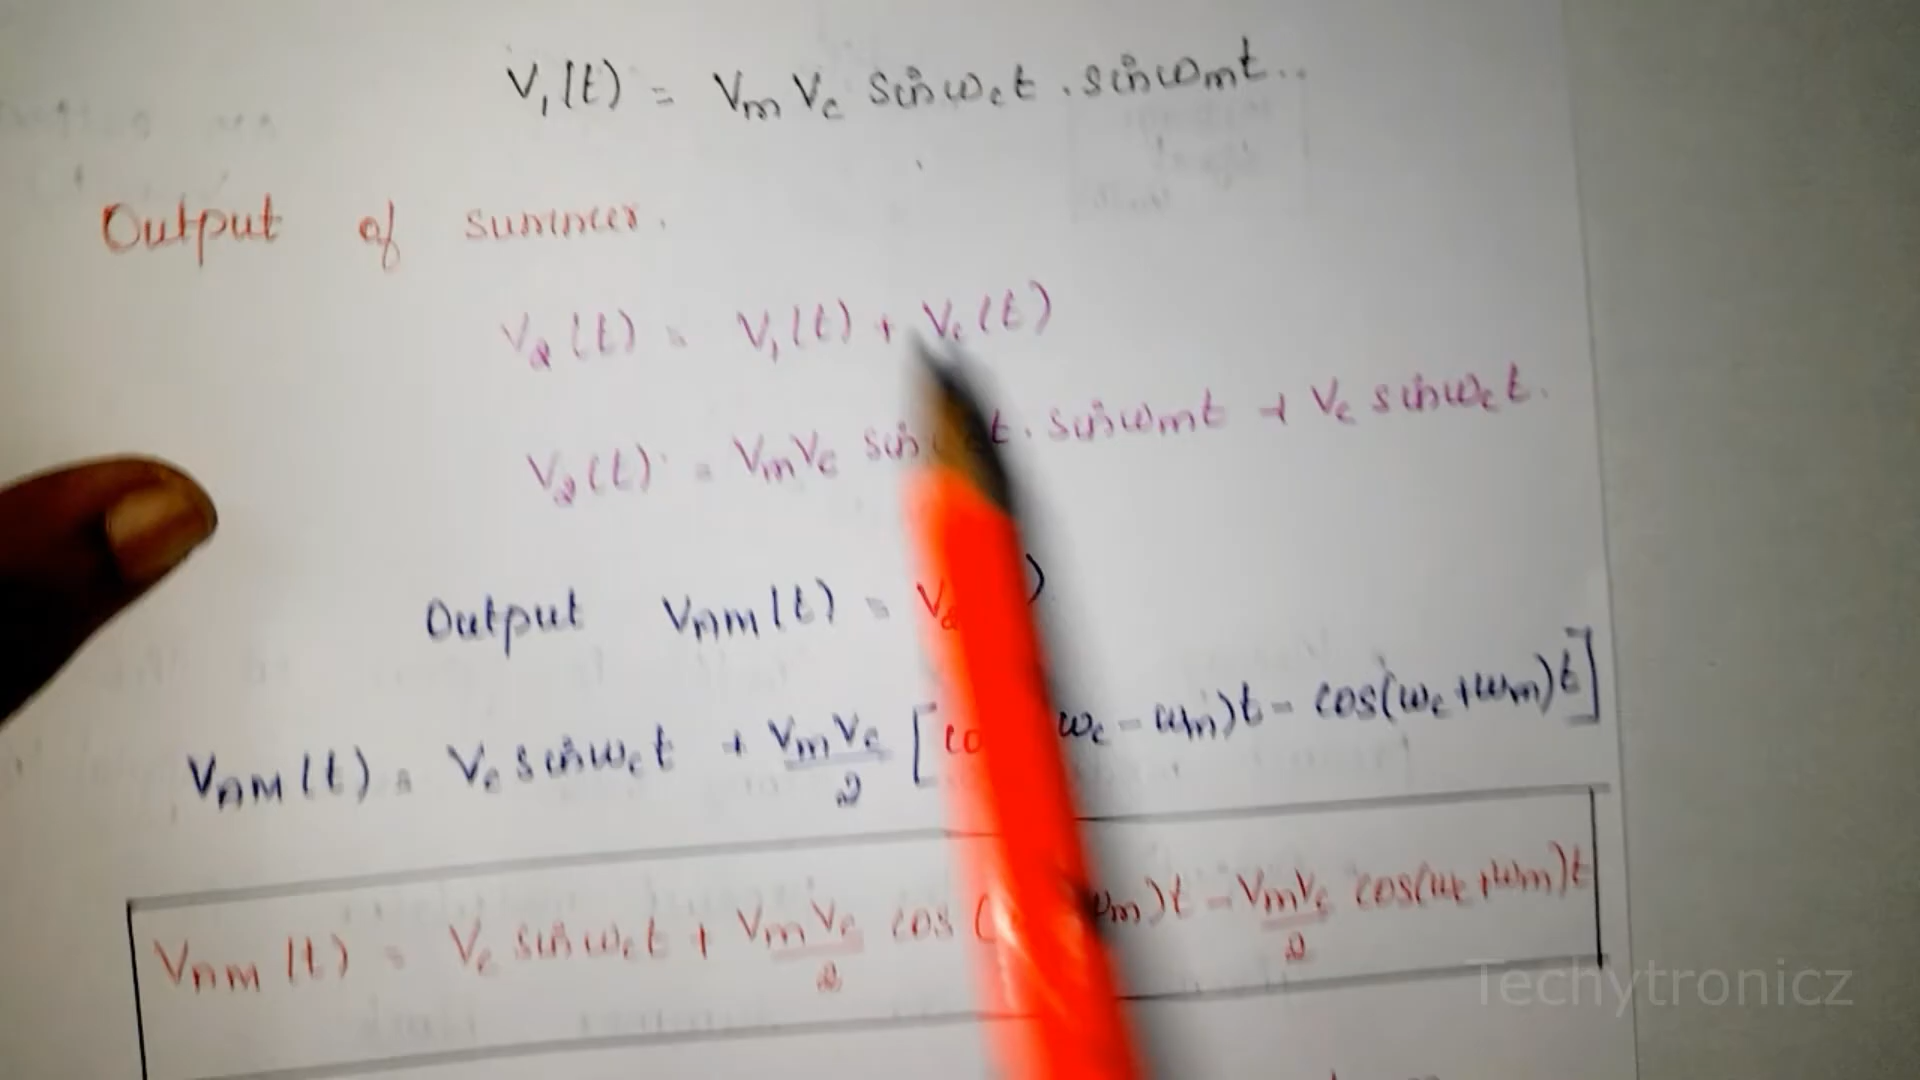 V₁(t) = Vm Vc sinωct . sinωmt..
Output of summer.
V₂(t) = V₁(t) + Vc(t)
V₂(t) = VmVc sin t. sinωmt + Vc sinωct.
Output VAM(t) = V₂ )
VAM(t) = Vc sinωct + VmVc/2 [co ωc - ωm)t - cos(ωc+ωm)t]
VAM(t) = Vc sinωct + VmVc/2 cos ( ωm)t - VmVc/2 cos(ωc+ωm)t
Techytronicz